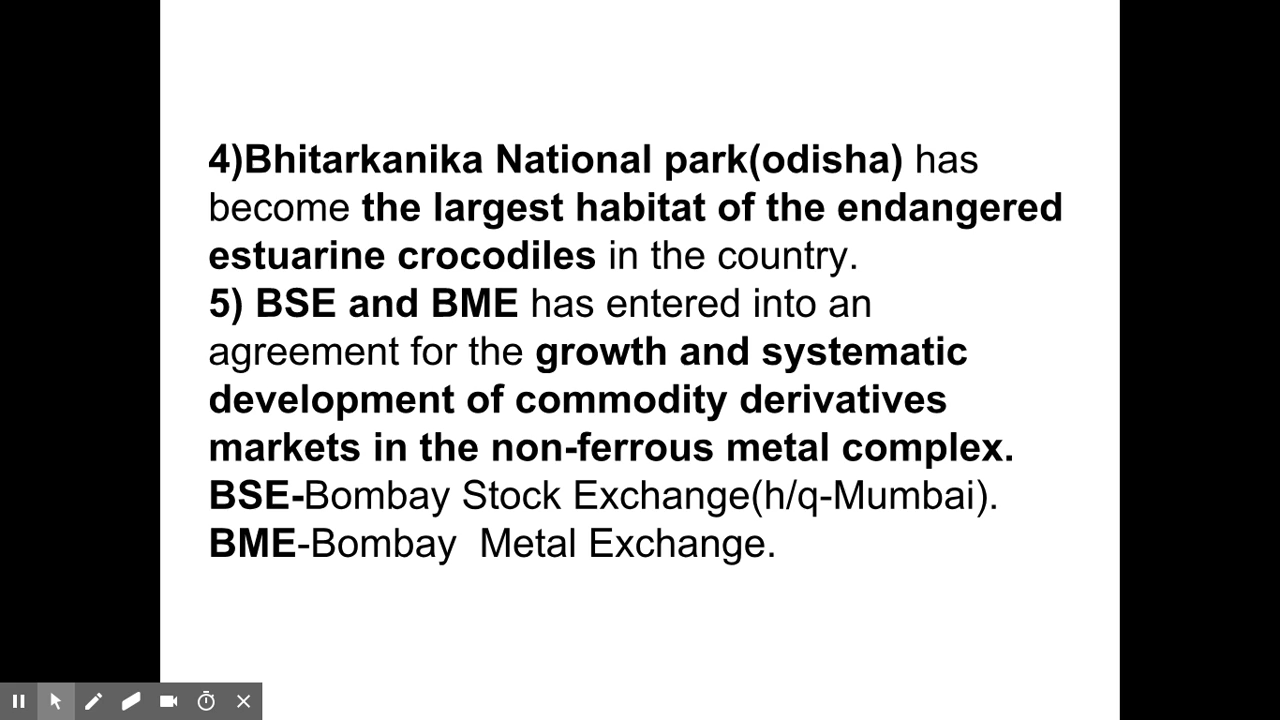 4)Bhitarkanika National park(odisha) has
become the largest habitat of the endangered
estuarine crocodiles in the country.
5) BSE and BME has entered into an
agreement for the growth and systematic
development of commodity derivatives
markets in the non-ferrous metal complex.
BSE-Bombay Stock Exchange(h/q-Mumbai).
BME-Bombay  Metal Exchange.